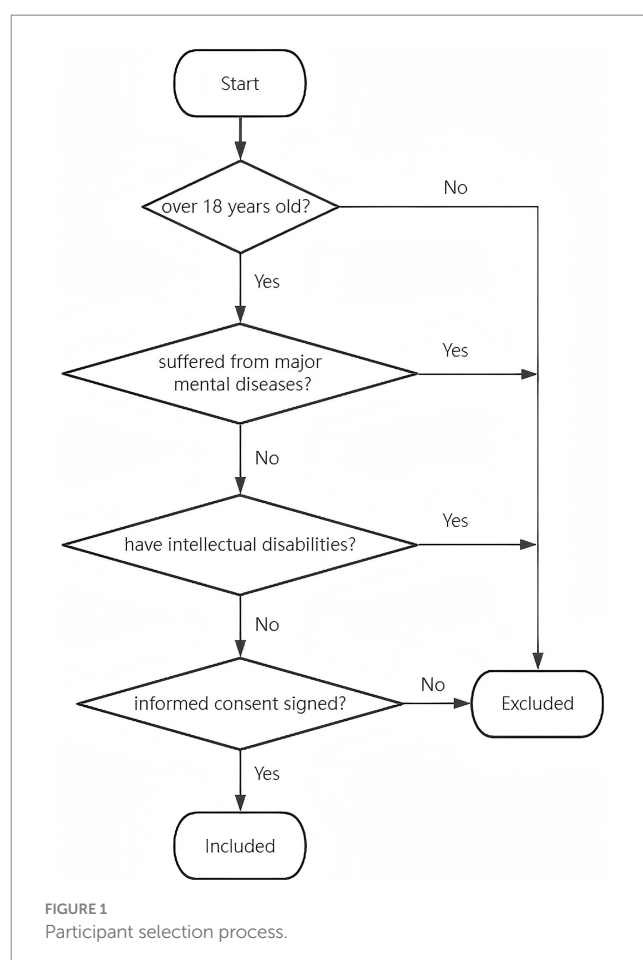 Start
over 18 years old?
No
Yes
suffered from major
mental diseases?
Yes
No
have intellectual disabilities?
Yes
No
informed consent signed?
No
Excluded
Yes
Included
FIGURE 1
Participant selection process.